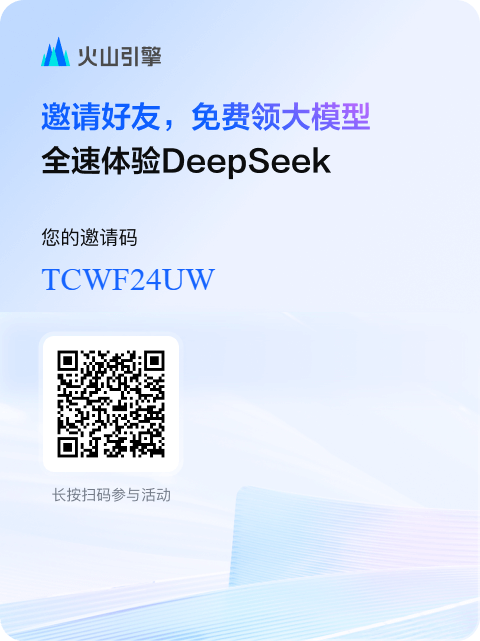 火山引擎
邀请好友，免费领大模型
全速体验DeepSeek
您的邀请码
TCWF24UW
长按扫码参与活动